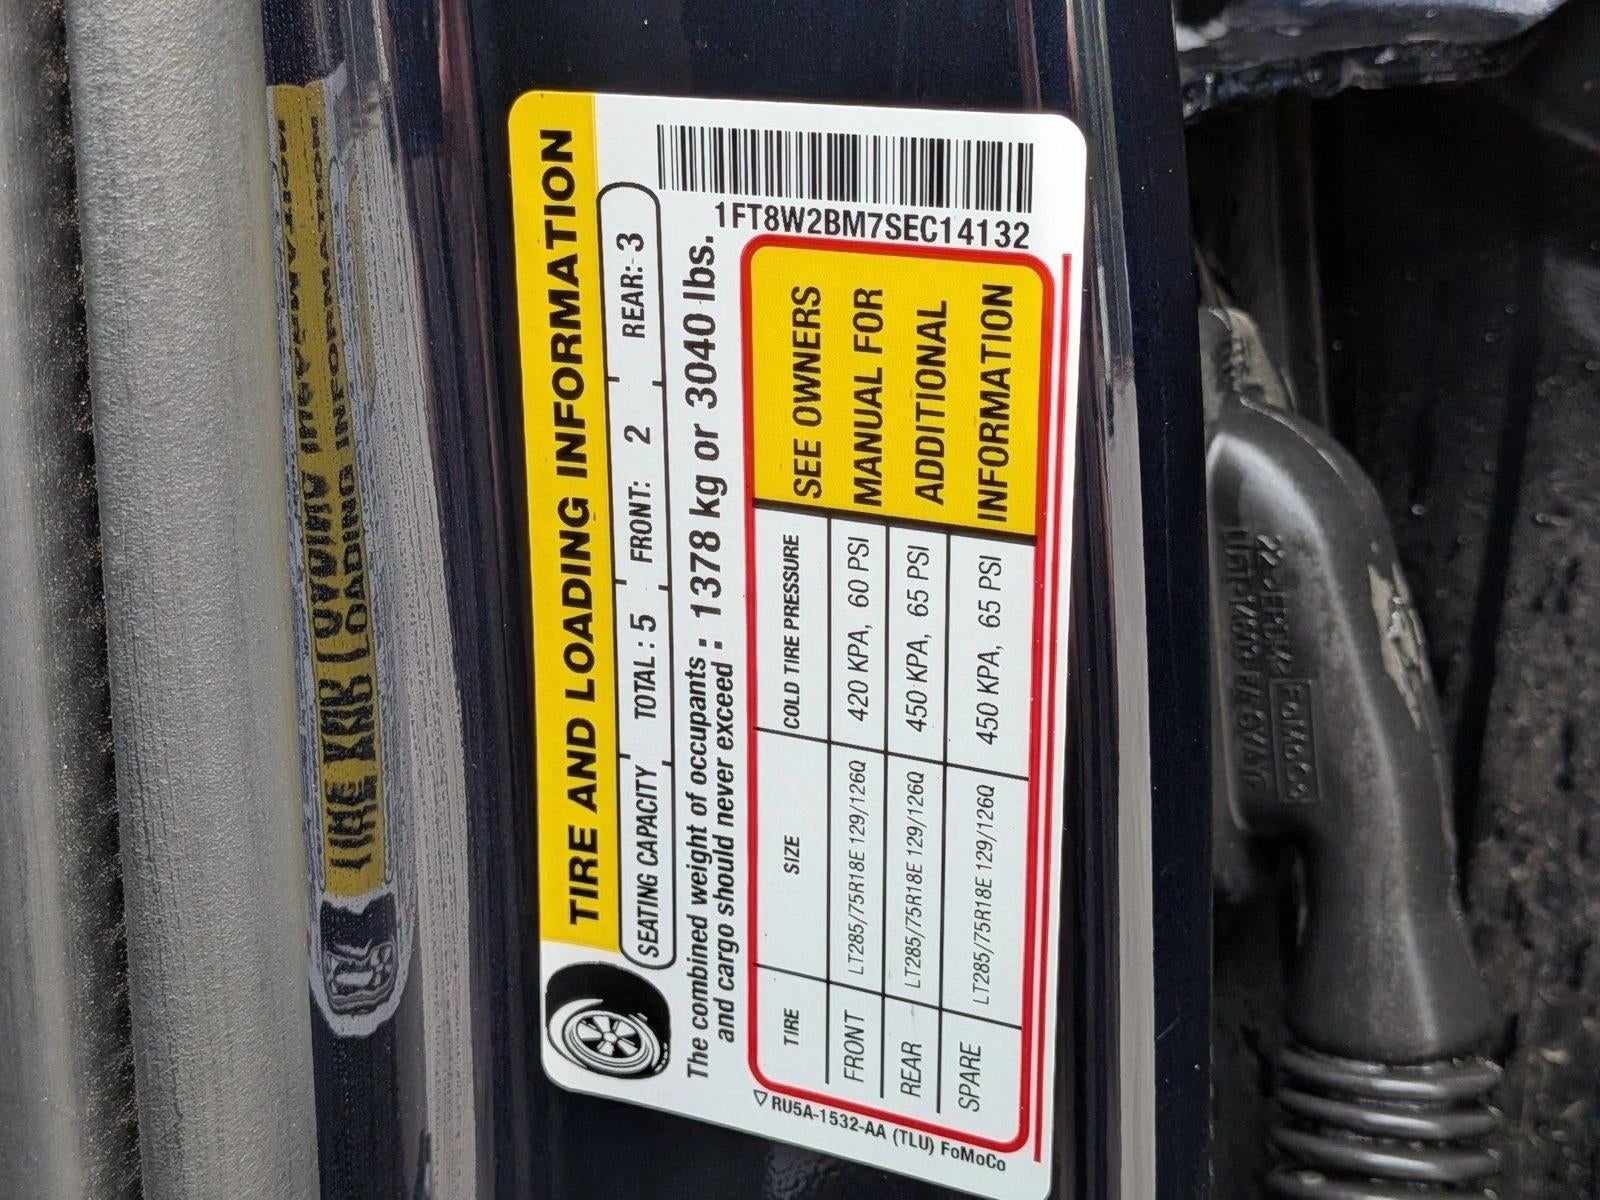 TIRE AND LOADING INFORMATION
SEATING CAPACITY TOTAL : 5 FRONT: 2 REAR: 3
The combined weight of occupants and cargo should never exceed : 1378 kg or 3040 lbs.
1FT8W2BM7SEC14132
TIRE SIZE COLD TIRE PRESSURE
FRONT LT285/75R18E 129/126Q 420 KPA, 60 PSI
REAR LT285/75R18E 129/126Q 450 KPA, 65 PSI
SPARE LT285/75R18E 129/126Q 450 KPA, 65 PSI
SEE OWNERS
MANUAL FOR
ADDITIONAL
INFORMATION
RU5A-1532-AA (TLU) FoMoCo
FoMoCo